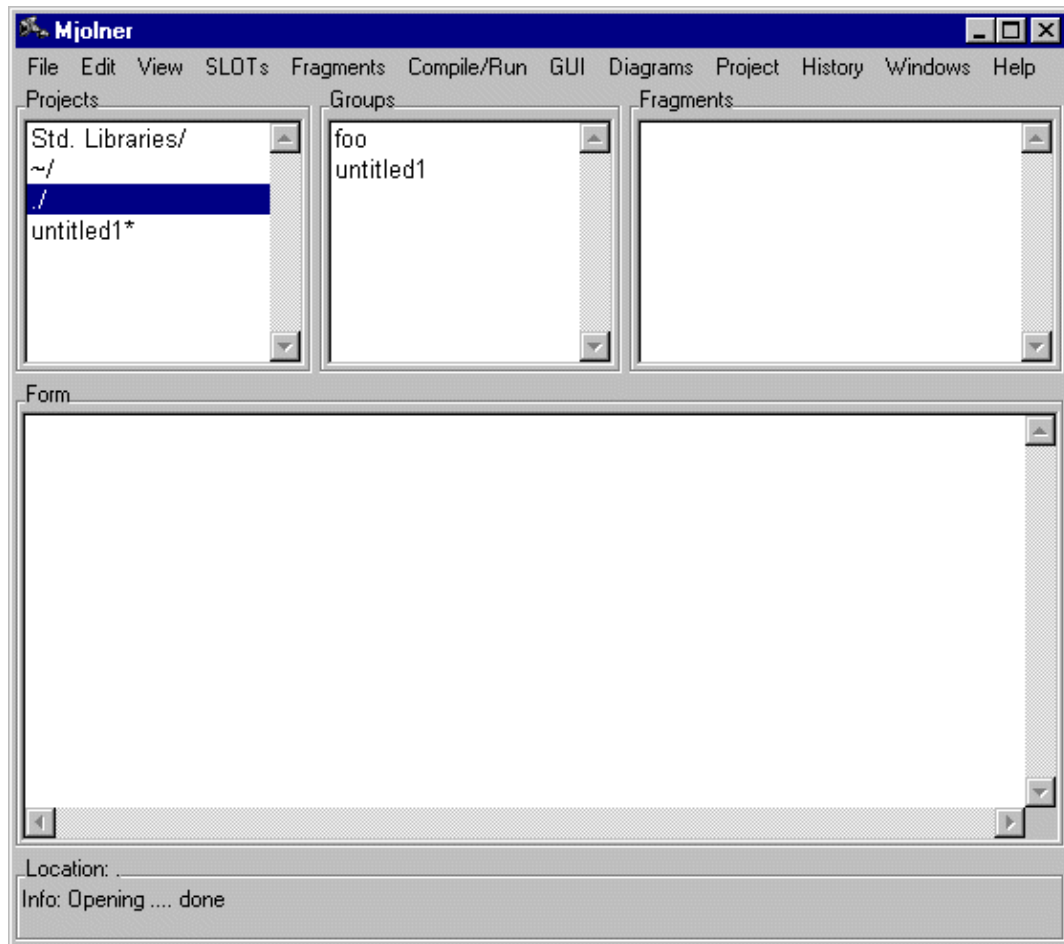 Mjolner
File Edit View SLOTs Fragments Compile/Run GUI Diagrams Project History Windows Help
Projects
Std. Libraries/
~/
./
untitled1*
Groups
foo
untitled1
Fragments
Form
Location: .
Info: Opening .... done